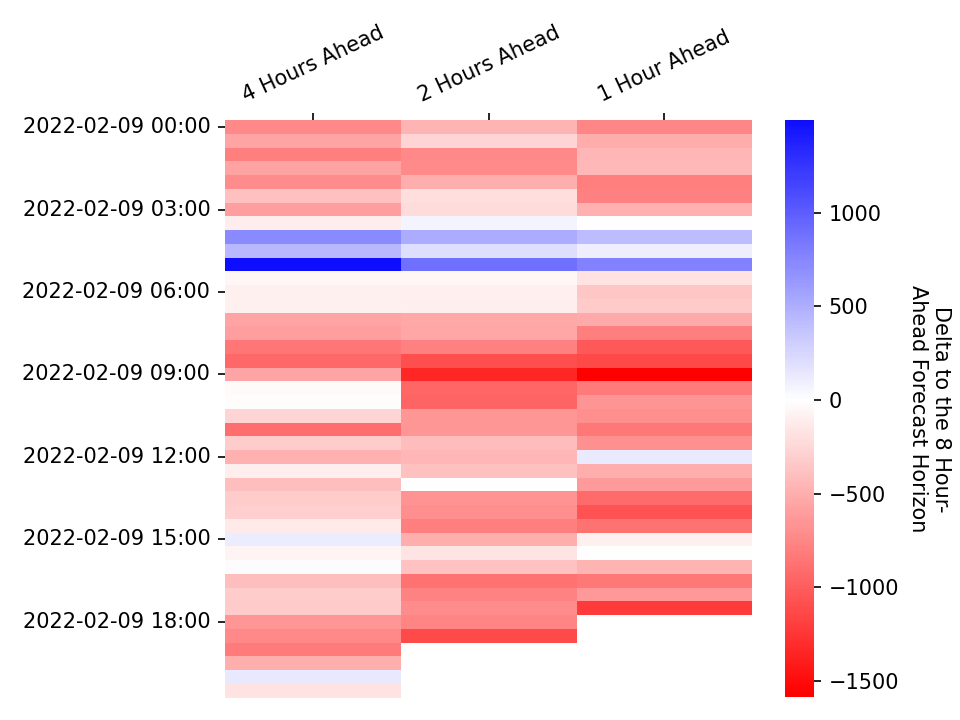 4 Hours Ahead
2 Hours Ahead
1 Hour Ahead
2022-02-09 00:00
2022-02-09 03:00
2022-02-09 06:00
2022-02-09 09:00
2022-02-09 12:00
2022-02-09 15:00
2022-02-09 18:00
1000
500
0
−500
−1000
−1500
Delta to the 8 Hour-
Ahead Forecast Horizon